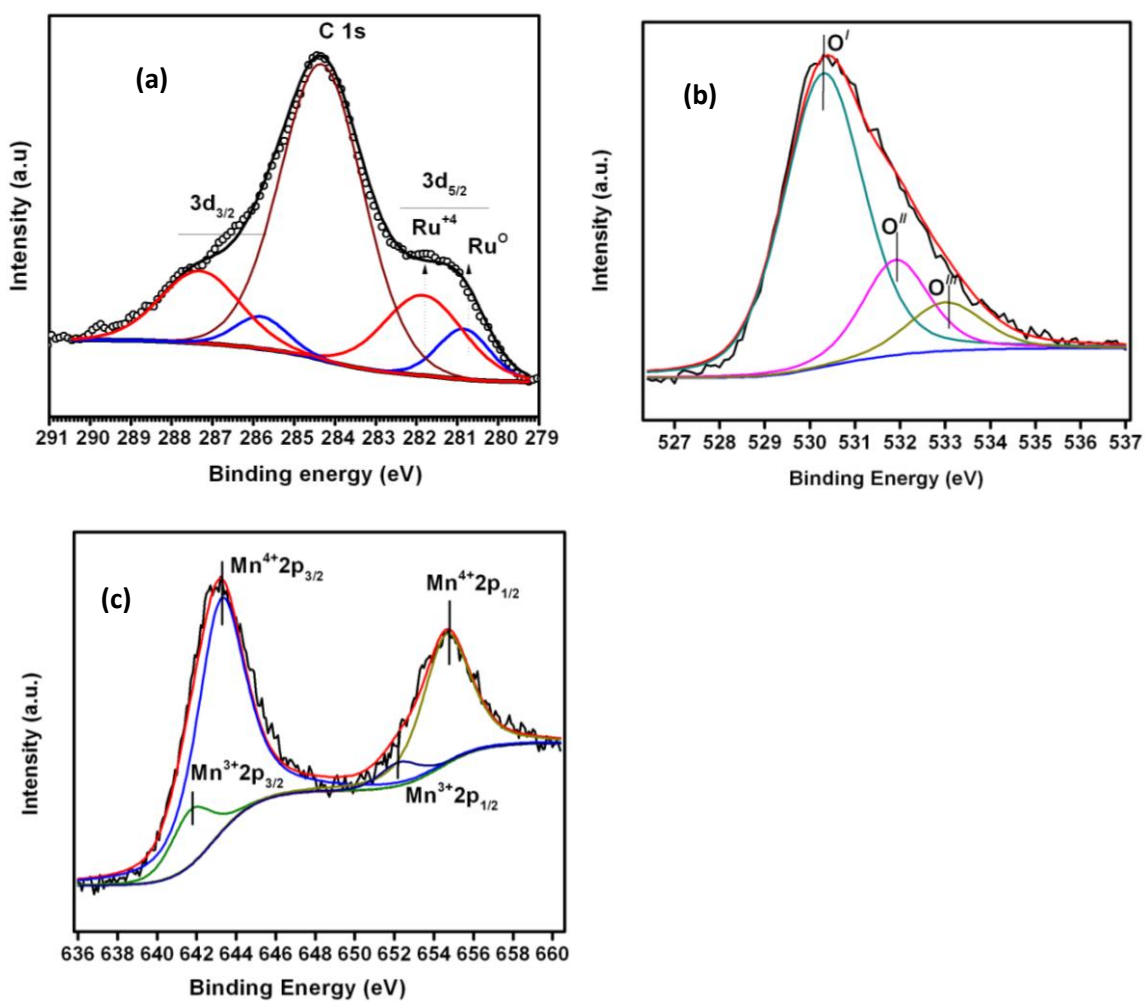 C 1s
(a)
3d5/2
3d3/2
Ru+4
RuO
Intensity (a.u)
291 290 289 288 287 286 285 284 283 282 281 280 279
Binding energy (eV)
(b)
O^I
O^II
O^III
Intensity (a.u.)
527 528 529 530 531 532 533 534 535 536 537
Binding Energy (eV)
(c)
Mn4+2p3/2
Mn4+2p1/2
Mn3+2p3/2
Mn3+2p1/2
Intensity (a.u.)
636 638 640 642 644 646 648 650 652 654 656 658 660
Binding Energy (eV)